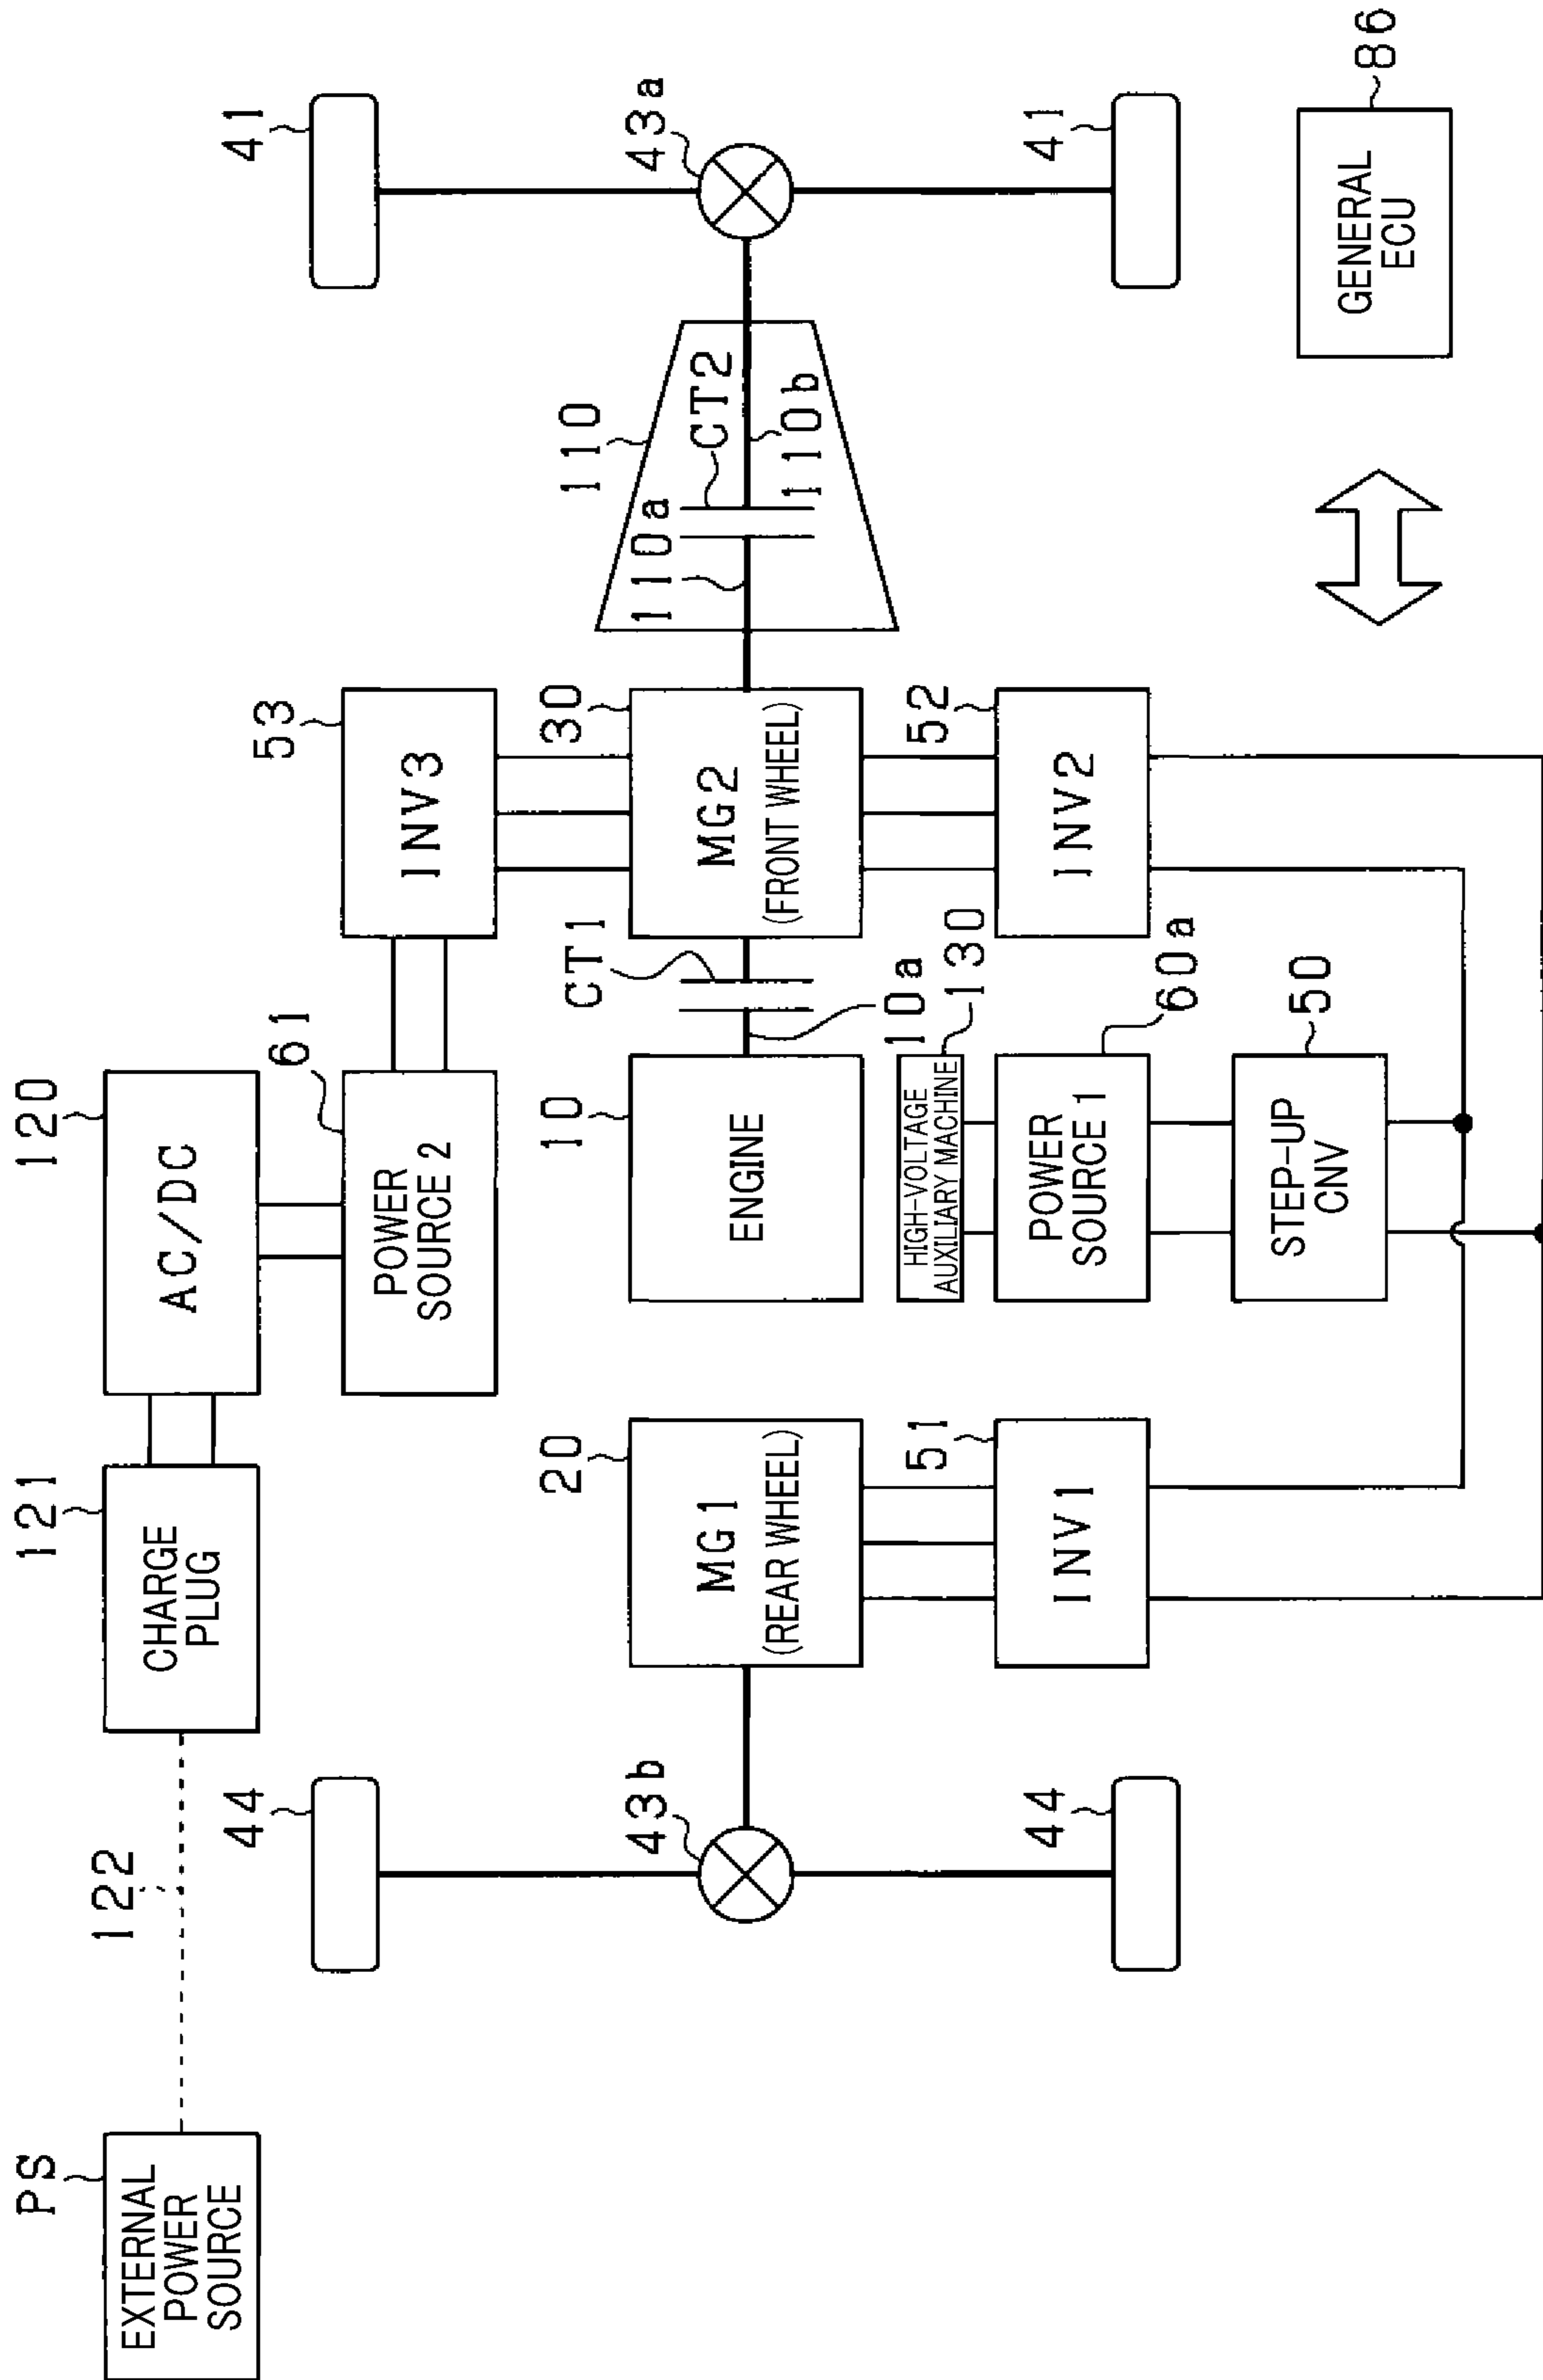 PS
EXTERNAL
POWER
SOURCE
122
121
CHARGE
PLUG
120
AC/DC
61
POWER
SOURCE 2
53
INV3
44
41
43b
20
MG1
(REAR WHEEL)
10
ENGINE
10a
CT1
30
MG2
(FRONT WHEEL)
110
110a
CT2
110b
43a
51
INV1
130
HIGH-VOLTAGE
AUXILIARY MACHINE
60a
POWER
SOURCE 1
50
STEP-UP
CNV
52
INV2
44
41
86
GENERAL
ECU